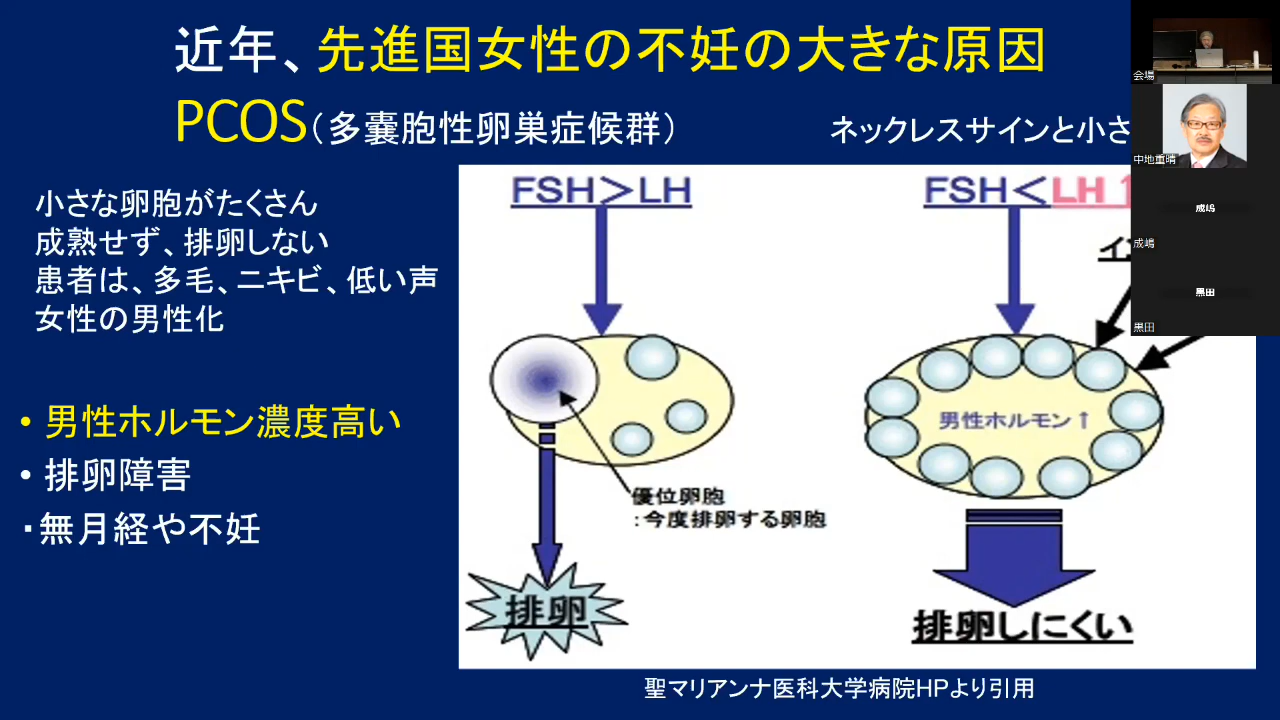 近年、先進国女性の不妊の大きな原因
PCOS（多嚢胞性卵巣症候群）
ネックレスサインと小さ
小さな卵胞がたくさん
成熟せず、排卵しない
患者は、多毛、ニキビ、低い声
女性の男性化
• 男性ホルモン濃度高い
• 排卵障害
・無月経や不妊
FSH＞LH
優位卵胞
：今度排卵する卵胞
排卵
FSH＜LH↑
イン
男性ホルモン↑
排卵しにくい
聖マリアンナ医科大学病院HPより引用
会場
中地重晴
成嶋
成嶋
黒田
黒田